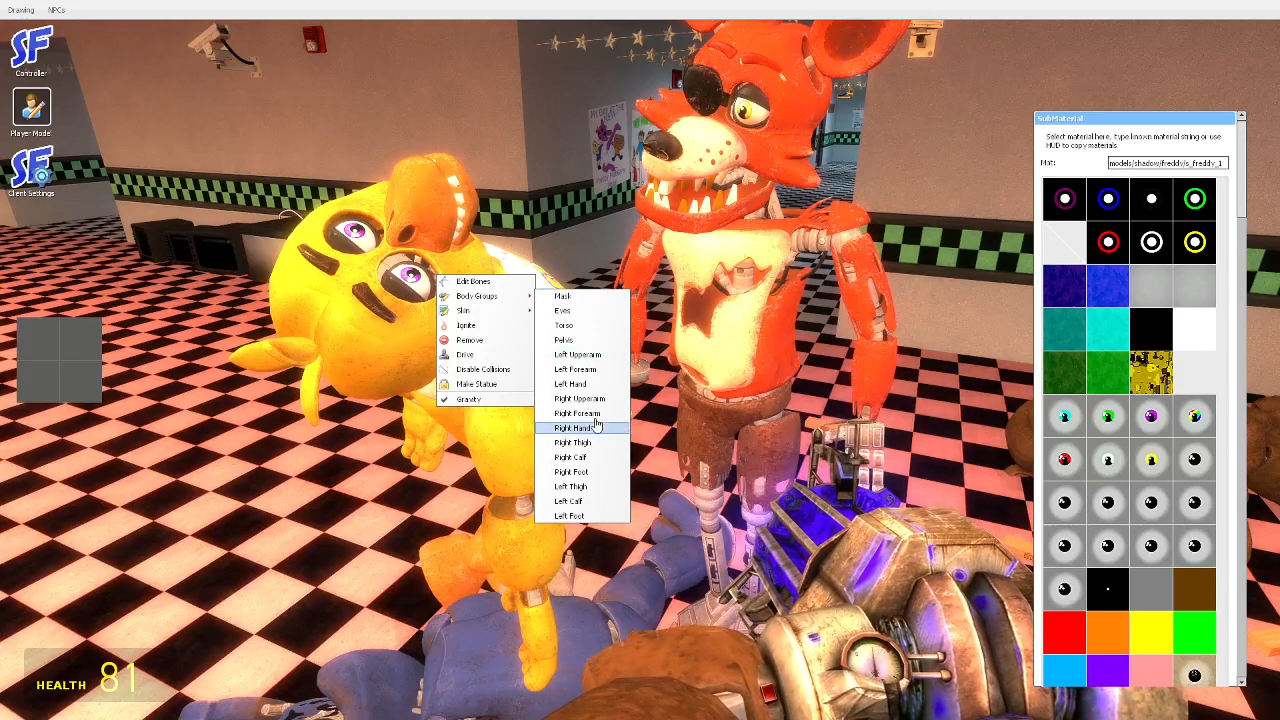 Drawing NPCs
Controller
Player Model
Client Settings
SubMaterial
Select material here, type known material string or use
HUD to copy materials
Mat: models/shadow/freddy/s_freddy_1
Edit Bones
Body Groups
Skin
Ignite
Remove
Drive
Disable Collisions
Make Statue
Gravity
Mask
Eyes
Torso
Pelvis
Left Upperarm
Left Forearm
Left Hand
Right Upperarm
Right Forearm
Right Hand
Right Thigh
Right Calf
Right Foot
Left Thigh
Left Calf
Left Foot
HEALTH 81